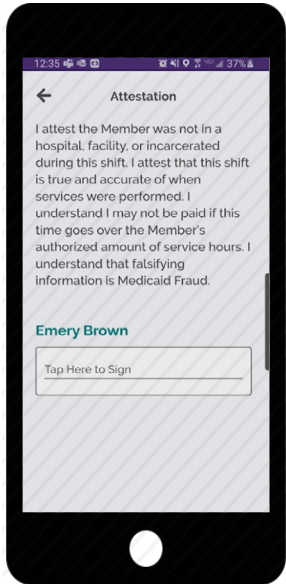 12:35
37%
Attestation
I attest the Member was not in a
hospital, facility, or incarcerated
during this shift. I attest that this shift
is true and accurate of when
services were performed. I
understand I may not be paid if this
time goes over the Member's
authorized amount of service hours. I
understand that falsifying
information is Medicaid Fraud.
Emery Brown
Tap Here to Sign